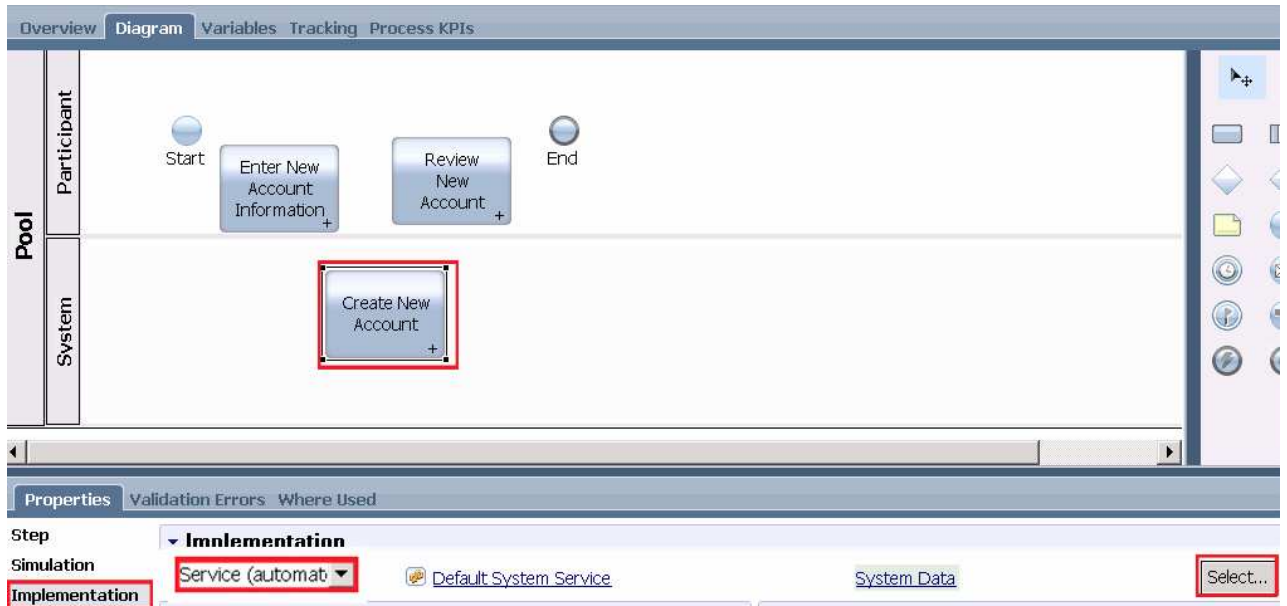 Overview Diagram Variables Tracking Process KPIs
Pool
Participant
Start
Enter New
Account
Information
Review
New
Account
End
System
Create New
Account
Properties Validation Errors Where Used
Step
Simulation
Implementation
Implementation
Service (automat
Default System Service
System Data
Select...